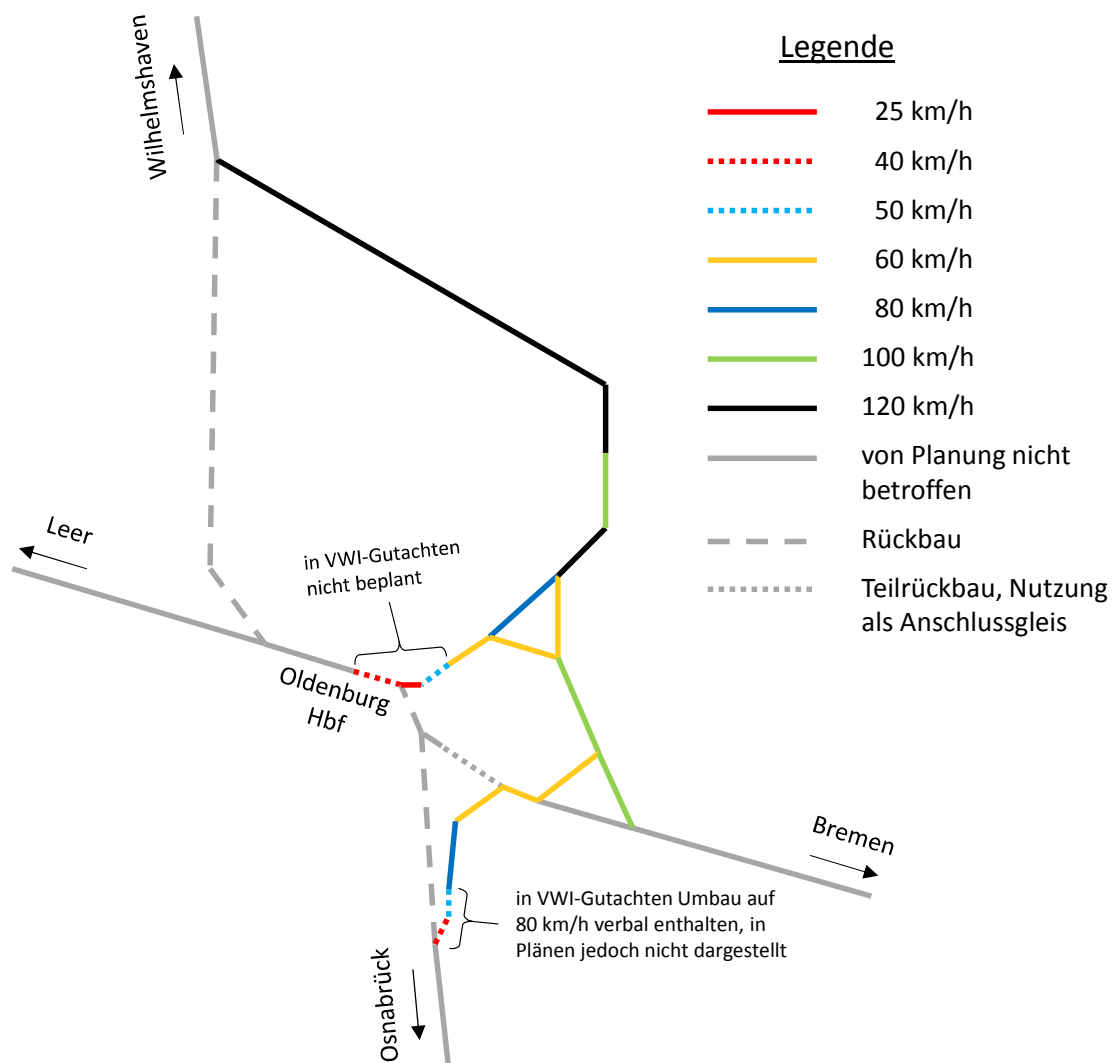 Wilhelmshaven
Legende
25 km/h
40 km/h
50 km/h
60 km/h
80 km/h
100 km/h
120 km/h
von Planung nicht
betroffen
Rückbau
Teilrückbau, Nutzung
als Anschlussgleis
Leer
in VWI-Gutachten
nicht beplant
Oldenburg
Hbf
Bremen
in VWI-Gutachten Umbau auf
80 km/h verbal enthalten, in
Plänen jedoch nicht dargestellt
Osnabrück